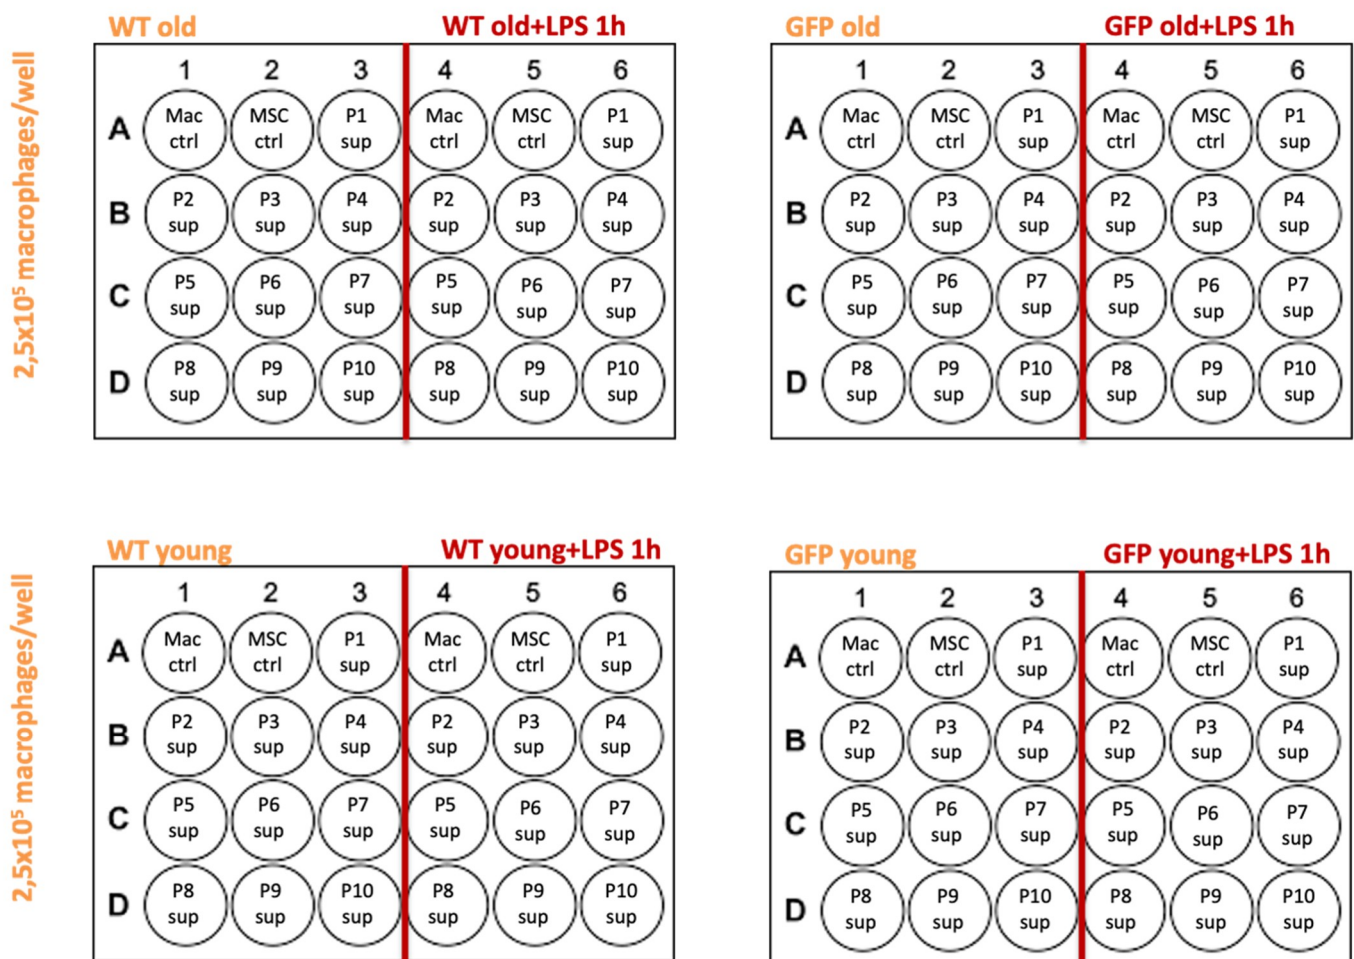 WT old WT old+LPS 1h GFP old GFP old+LPS 1h
2,5x10⁵ macrophages/well
1 2 3 4 5 6 1 2 3 4 5 6
A Mac MSC P1 Mac MSC P1 A Mac MSC P1 Mac MSC P1
ctrl ctrl sup ctrl ctrl sup ctrl ctrl sup ctrl ctrl sup
B P2 P3 P4 P2 P3 P4 B P2 P3 P4 P2 P3 P4
sup sup sup sup sup sup sup sup sup sup sup sup
C P5 P6 P7 P5 P6 P7 C P5 P6 P7 P5 P6 P7
sup sup sup sup sup sup sup sup sup sup sup sup
D P8 P9 P10 P8 P9 P10 D P8 P9 P10 P8 P9 P10
sup sup sup sup sup sup sup sup sup sup sup sup
WT young WT young+LPS 1h GFP young GFP young+LPS 1h
2,5x10⁵ macrophages/well
1 2 3 4 5 6 1 2 3 4 5 6
A Mac MSC P1 Mac MSC P1 A Mac MSC P1 Mac MSC P1
ctrl ctrl sup ctrl ctrl sup ctrl ctrl sup ctrl ctrl sup
B P2 P3 P4 P2 P3 P4 B P2 P3 P4 P2 P3 P4
sup sup sup sup sup sup sup sup sup sup sup sup
C P5 P6 P7 P5 P6 P7 C P5 P6 P7 P5 P6 P7
sup sup sup sup sup sup sup sup sup sup sup sup
D P8 P9 P10 P8 P9 P10 D P8 P9 P10 P8 P9 P10
sup sup sup sup sup sup sup sup sup sup sup sup